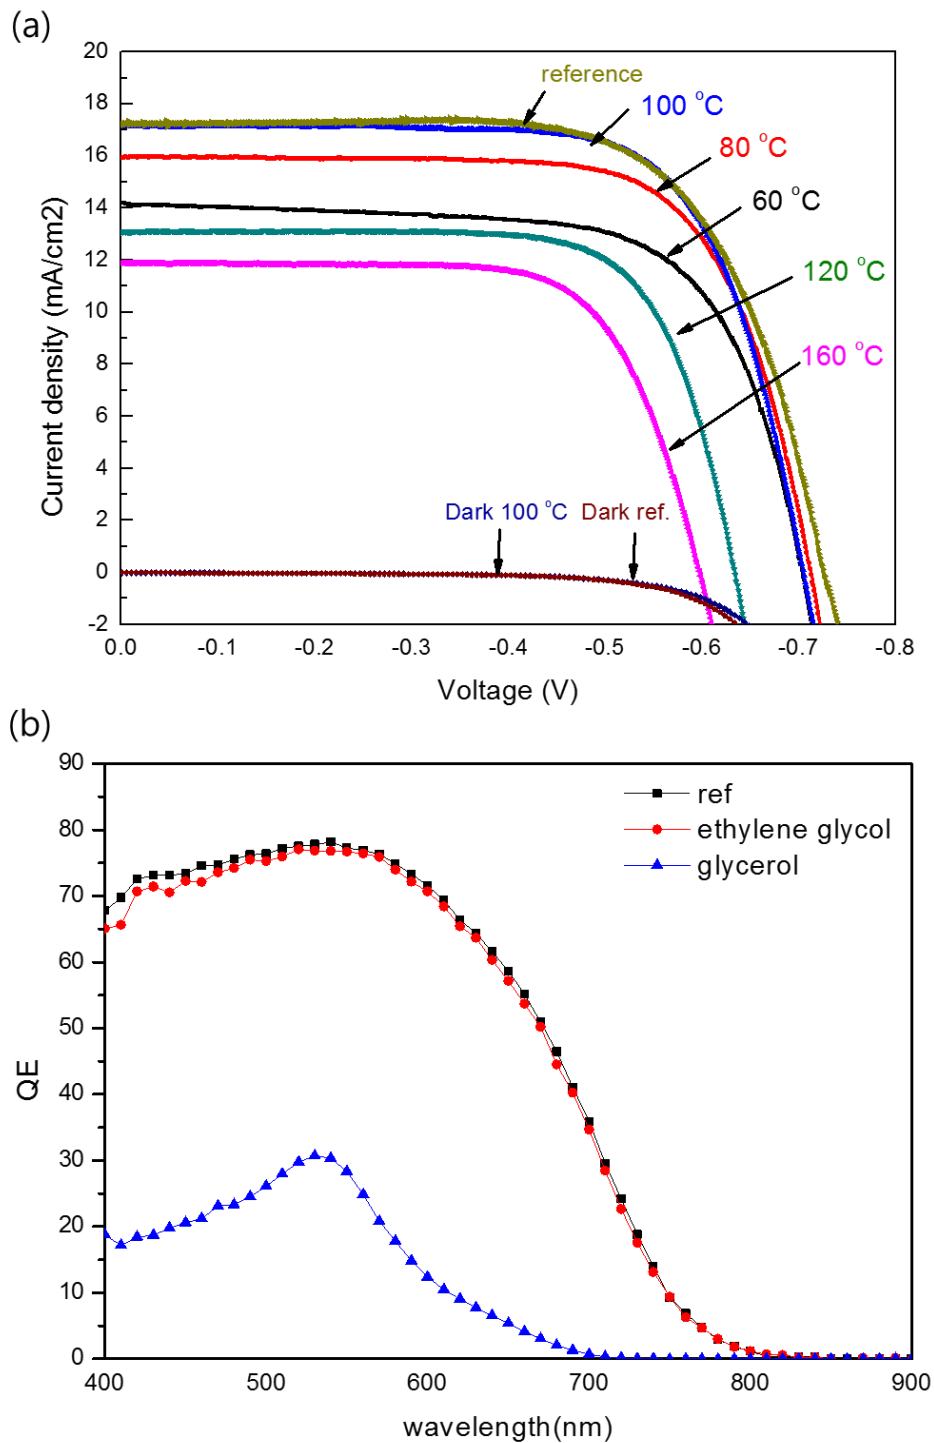 (a)
20
18
16
14
12
10
8
6
4
2
0
-2
Current density (mA/cm2)
reference
100 °C
80 °C
60 °C
120 °C
160 °C
Dark 100 °C
Dark ref.
0.0
-0.1
-0.2
-0.3
-0.4
-0.5
-0.6
-0.7
-0.8
Voltage (V)
(b)
90
80
70
60
50
40
30
20
10
0
QE
ref
ethylene glycol
glycerol
400
500
600
700
800
900
wavelength(nm)